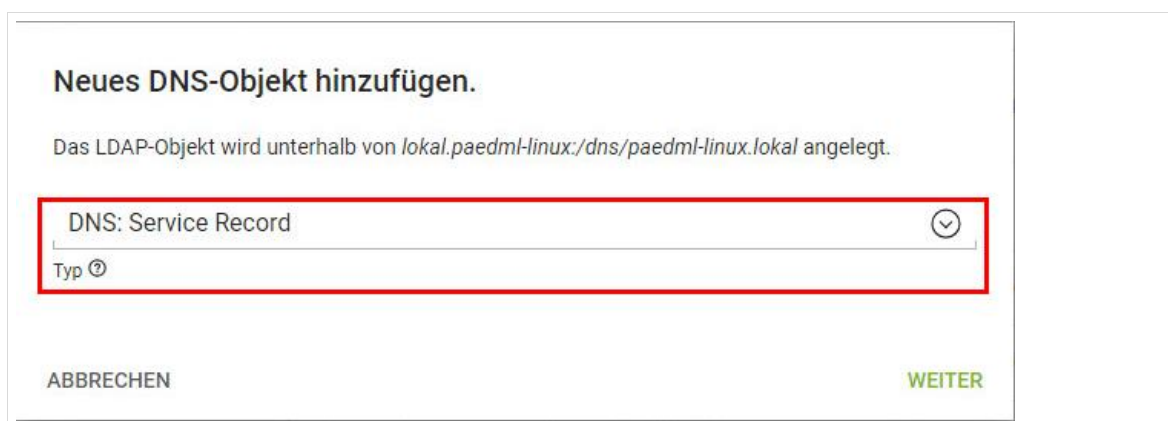 Neues DNS-Objekt hinzufügen.
Das LDAP-Objekt wird unterhalb von lokal.paedml-linux:/dns/paedml-linux.lokal angelegt.
DNS: Service Record
Typ
ABBRECHEN WEITER